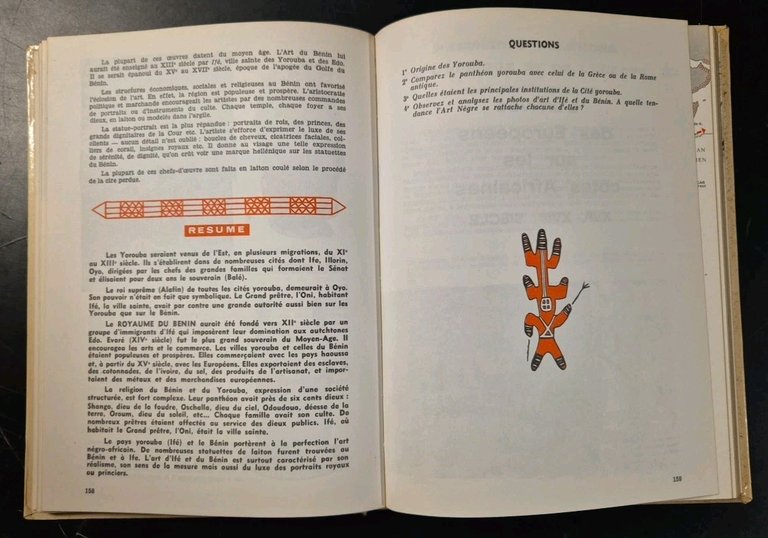 La plupart de ces œuvres datent du moyen âge. L'Art du Bénin lui
aurait été enseigné au XIIIe siècle par Ifé, ville sainte des Yorouba et des Edo.
Il se serait épanoui du XVe au XVIIe siècle, époque de l'apogée du Golfe du
Bénin.
Les structures économiques, sociales et religieuses au Bénin ont favorisé
l'éclosion de l'art. En effet, la région est populeuse et prospère. L'aristocratie
politique et marchande encourageait les artistes par des nombreuses commandes
de portraits ou d'instruments du culte. Chaque temple, chaque foyer a ses
dieux, en laiton ou modelés dans l'argile.
La statue-portrait est la plus répandue : portraits de rois, des princes, des
grands dignitaires de la Cour etc. L'artiste s'efforce d'exprimer le luxe de ses
clients — aucun détail n'est oublié : boucles de cheveux, cicatrices faciales, col-
liers de corail, insignes royaux etc. Il donne au visage une telle expression
de sérénité, de dignité, qu'on crât voir une marque hellénique sur les statuettes
du Bénin.
La plupart de ces chefs-d'œuvre sont faits en laiton coulé selon le procédé
de la cire perdue.
RESUME
Les Yorouba seraient venus de l'Est, en plusieurs migrations, du XIe
au XIIIe siècle. Ils s'établirent dans de nombreuses cités dont Ife, Illorin,
Oyo, dirigées par les chefs des grandes familles qui formaient le Sénat
et élisaient pour deux ans le souverain (Balé).
Le roi suprême (Alafin) de toutes les cités yorouba, demeurait à Oyo.
Son pouvoir n'était en fait que symbolique. Le Grand prêtre, l'Oni, habitant
Ifé, la ville sainte, avait par contre une grande autorité aussi bien sur les
Yorouba que sur le Bénin.
Le ROYAUME DU BENIN aurait été fondé vers XIIe siècle par un
groupe d'immigrants d'Ifé qui imposèrent leur domination aux autchtones
Edo. Evaré (XIVe siècle) fut le plus grand souverain du Moyen-Age. Il
encouragea les arts et le commerce. Les villes yorouba et celles du Bénin
étaient populeuses et prospères. Elles commerçaient avec les pays haoussa
et, à partir du XVe siècle, avec les Européens. Elles exportaient des esclaves,
des cotonnades, de l'ivoire, du sel, des produits de l'artisanat, et impor-
taient des métaux et des marchandises européennes.
La religion du Bénin et du Yorouba, expression d'une société
structurée, est fort complexe. Leur panthéon avait près de six cents dieux :
Shango, dieu de la foudre, Oschalla, dieu du ciel, Odoudoua, déesse de la
terre, Oroum, dieu du soleil, etc... Chaque famille avait son culte. De
nombreux prêtres étaient affectés au service des dieux publics. Ifé, où
habitait le Grand prêtre, l'Oni, était la ville sainte.
Le pays yorouba (Ifé) et le Bénin portèrent à la perfection l'art
négro-africain. De nombreuses statuettes de laiton furent trouvées au
Bénin et à Ife. L'art d'Ifé et du Bénin est surtout caractérisé par son
réalisme, son sens de la mesure mais aussi du luxe des portraits royaux
ou princiers.
158
QUESTIONS
1° Origine des Yorouba.
2° Comparez le panthéon yorouba avec celui de la Grèce ou de la Rome
antique.
3° Quelles étaient les principales institutions de la Cité yorouba.
4° Observez et analysez les photos d'art d'Ifé et du Bénin. A quelle ten-
dance l'Art Nègre se rattache chacune d'elles ?
159